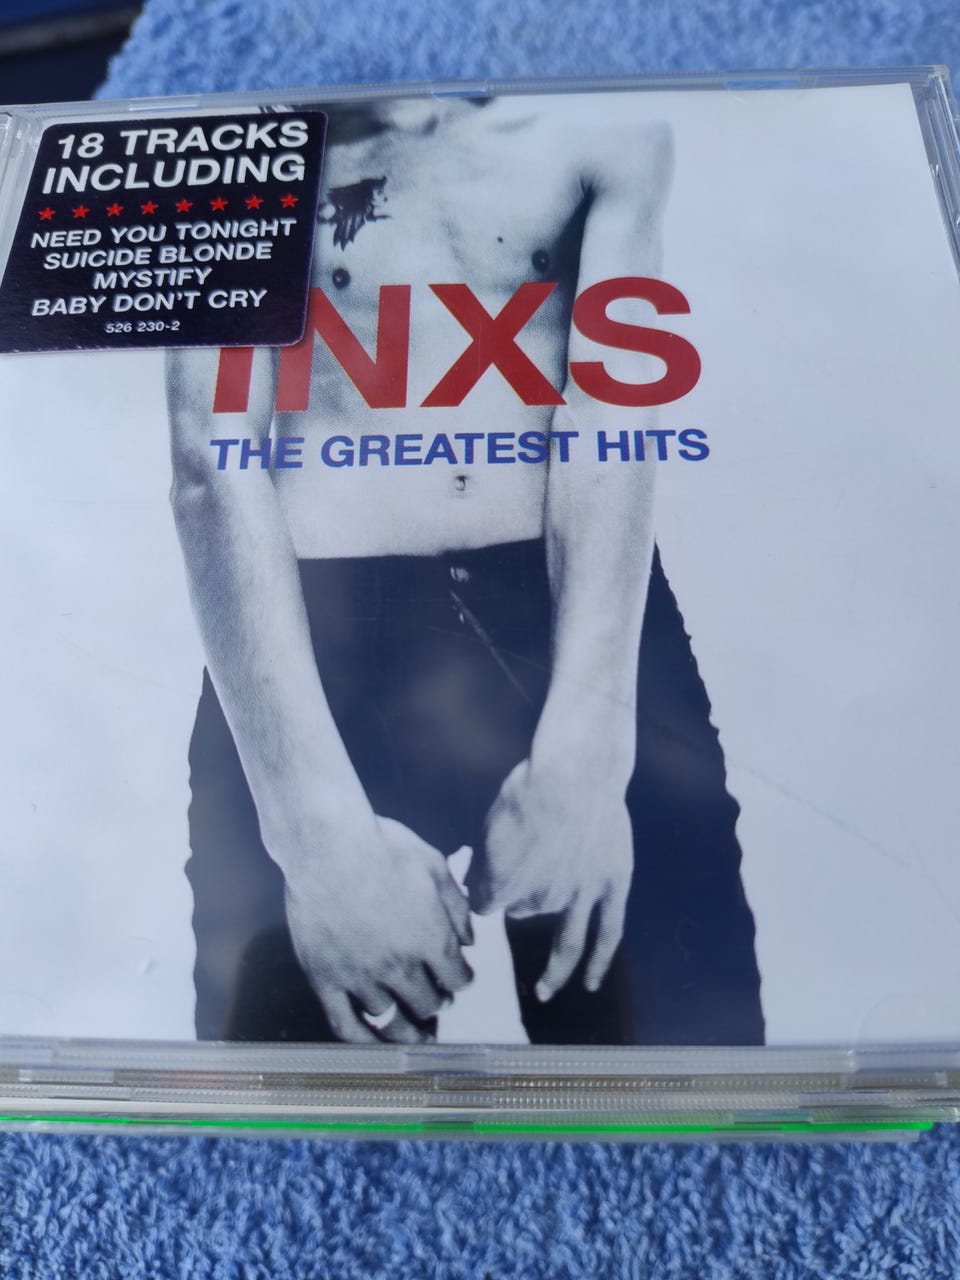 18 TRACKS
INCLUDING
NEED YOU TONIGHT
SUICIDE BLONDE
MYSTIFY
BABY DON'T CRY
526 230-2
INXS
THE GREATEST HITS